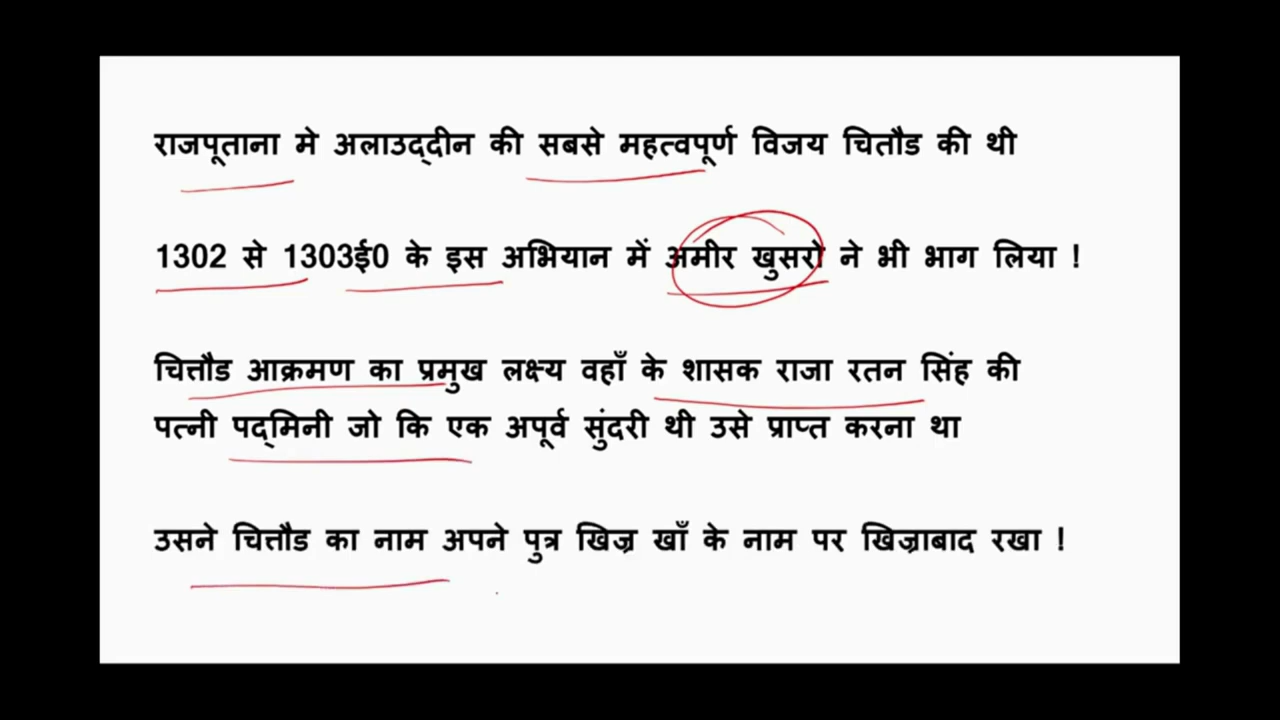 राजपूताना मे अलाउद्दीन की सबसे महत्वपूर्ण विजय चितौड की थी
1302 से 1303ई0 के इस अभियान में अमीर खुसरो ने भी भाग लिया !
चित्तौड आक्रमण का प्रमुख लक्ष्य वहाँ के शासक राजा रतन सिंह की
पत्नी पद्मिनी जो कि एक अपूर्व सुंदरी थी उसे प्राप्त करना था
उसने चित्तौड का नाम अपने पुत्र खिज्र खाँ के नाम पर खिज्राबाद रखा !